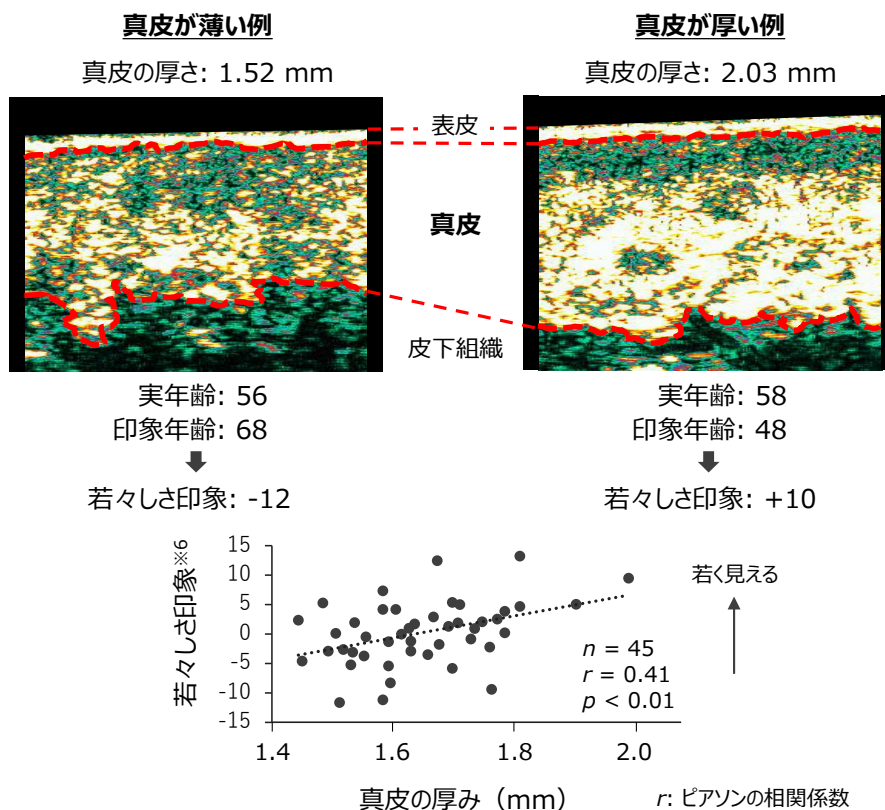 真皮が薄い例
真皮の厚さ: 1.52 mm
真皮が厚い例
真皮の厚さ: 2.03 mm
表皮
真皮
皮下組織
実年齢: 56
印象年齢: 68
若々しさ印象: -12
実年齢: 58
印象年齢: 48
若々しさ印象: +10
若々しさ印象※6
15
10
5
0
-5
-10
-15
1.4
1.6
1.8
2.0
真皮の厚み（mm）
n = 45
r = 0.41
p < 0.01
若く見える
r: ピアソンの相関係数